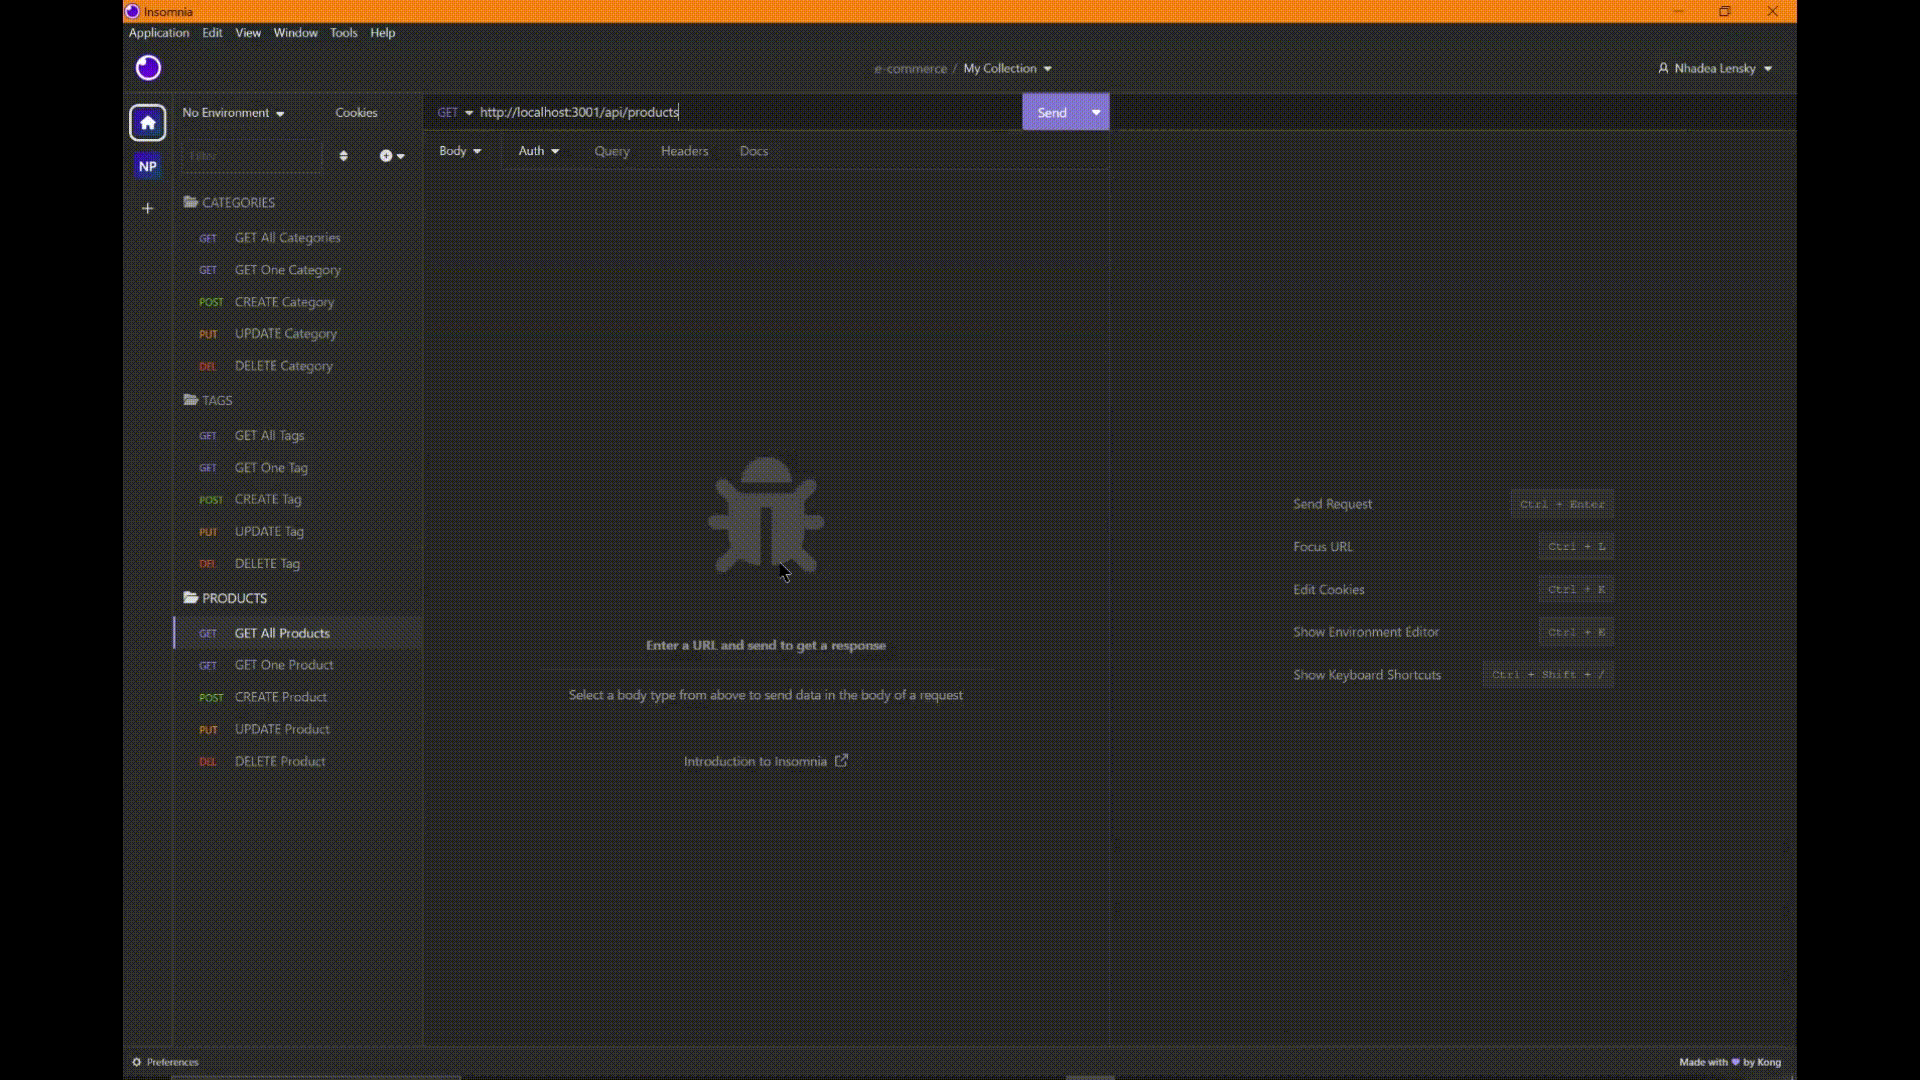 Insomnia
Application Edit View Window Tools Help
e-commerce / My Collection
Nhadea Lensky
No Environment
Cookies
GET http://localhost:3001/api/products
Send
Filter
Body
Auth
Query
Headers
Docs
NP
CATEGORIES
GET GET All Categories
GET GET One Category
POST CREATE Category
PUT UPDATE Category
DEL DELETE Category
TAGS
GET GET All Tags
GET GET One Tag
POST CREATE Tag
PUT UPDATE Tag
DEL DELETE Tag
PRODUCTS
GET GET All Products
GET GET One Product
POST CREATE Product
PUT UPDATE Product
DEL DELETE Product
Enter a URL and send to get a response
Select a body type from above to send data in the body of a request
Introduction to Insomnia
Send Request Ctrl + Enter
Focus URL Ctrl + L
Edit Cookies Ctrl + K
Show Environment Editor Ctrl + E
Show Keyboard Shortcuts Ctrl + Shift + /
Preferences
Made with ♥ by Kong